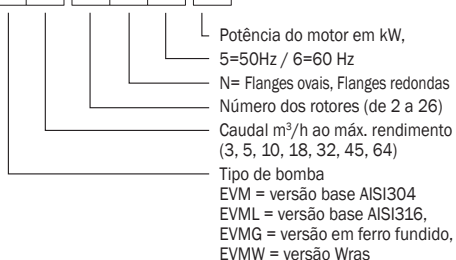 Potência do motor em kW,
5=50Hz / 6=60 Hz
N= Flanges ovais, Flanges redondas
Número dos rotores (de 2 a 26)
Caudal m³/h ao máx. rendimento
(3, 5, 10, 18, 32, 45, 64)
Tipo de bomba
EVM = versão base AISI304
EVML = versão base AISI316,
EVMG = versão em ferro fundido,
EVMW = versão Wras